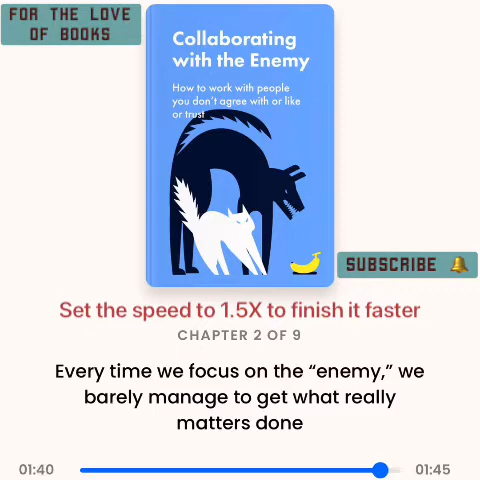 FOR THE LOVE
OF BOOKS
Collaborating
with the Enemy
How to work with people
you don't agree with or like
or trust
SUBSCRIBE
Set the speed to 1.5X to finish it faster
CHAPTER 2 OF 9
Every time we focus on the “enemy,” we
barely manage to get what really
matters done
01:40
01:45